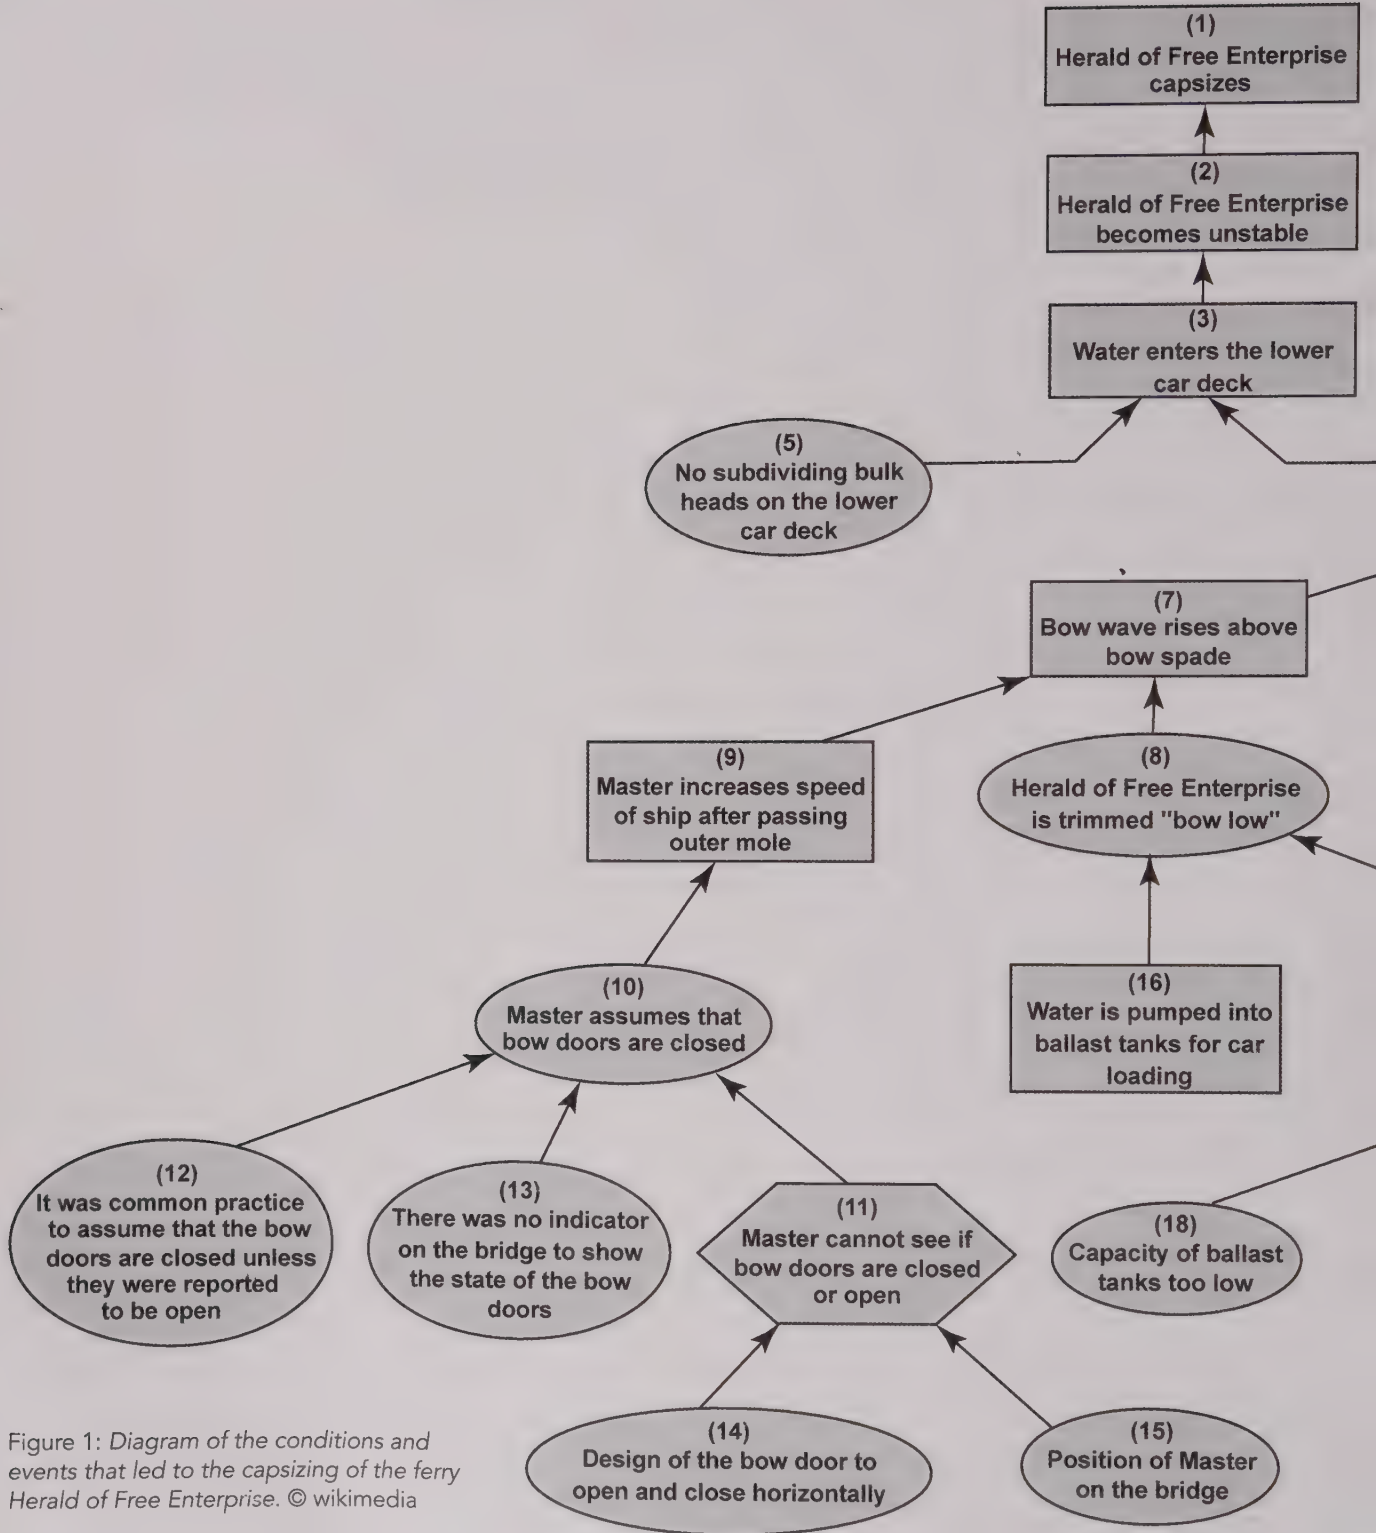 (1)
Herald of Free Enterprise
capsizes
(2)
Herald of Free Enterprise
becomes unstable
(3)
Water enters the lower
car deck
(5)
No subdividing bulk
heads on the lower
car deck
(7)
Bow wave rises above
bow spade
(9)
Master increases speed
of ship after passing
outer mole
(8)
Herald of Free Enterprise
is trimmed "bow low"
(10)
Master assumes that
bow doors are closed
(16)
Water is pumped into
ballast tanks for car
loading
(12)
It was common practice
to assume that the bow
doors are closed unless
they were reported
to be open
(13)
There was no indicator
on the bridge to show
the state of the bow
doors
(11)
Master cannot see if
bow doors are closed
or open
(18)
Capacity of ballast
tanks too low
(14)
Design of the bow door to
open and close horizontally
(15)
Position of Master
on the bridge
Figure 1: Diagram of the conditions and
events that led to the capsizing of the ferry
Herald of Free Enterprise. © wikimedia